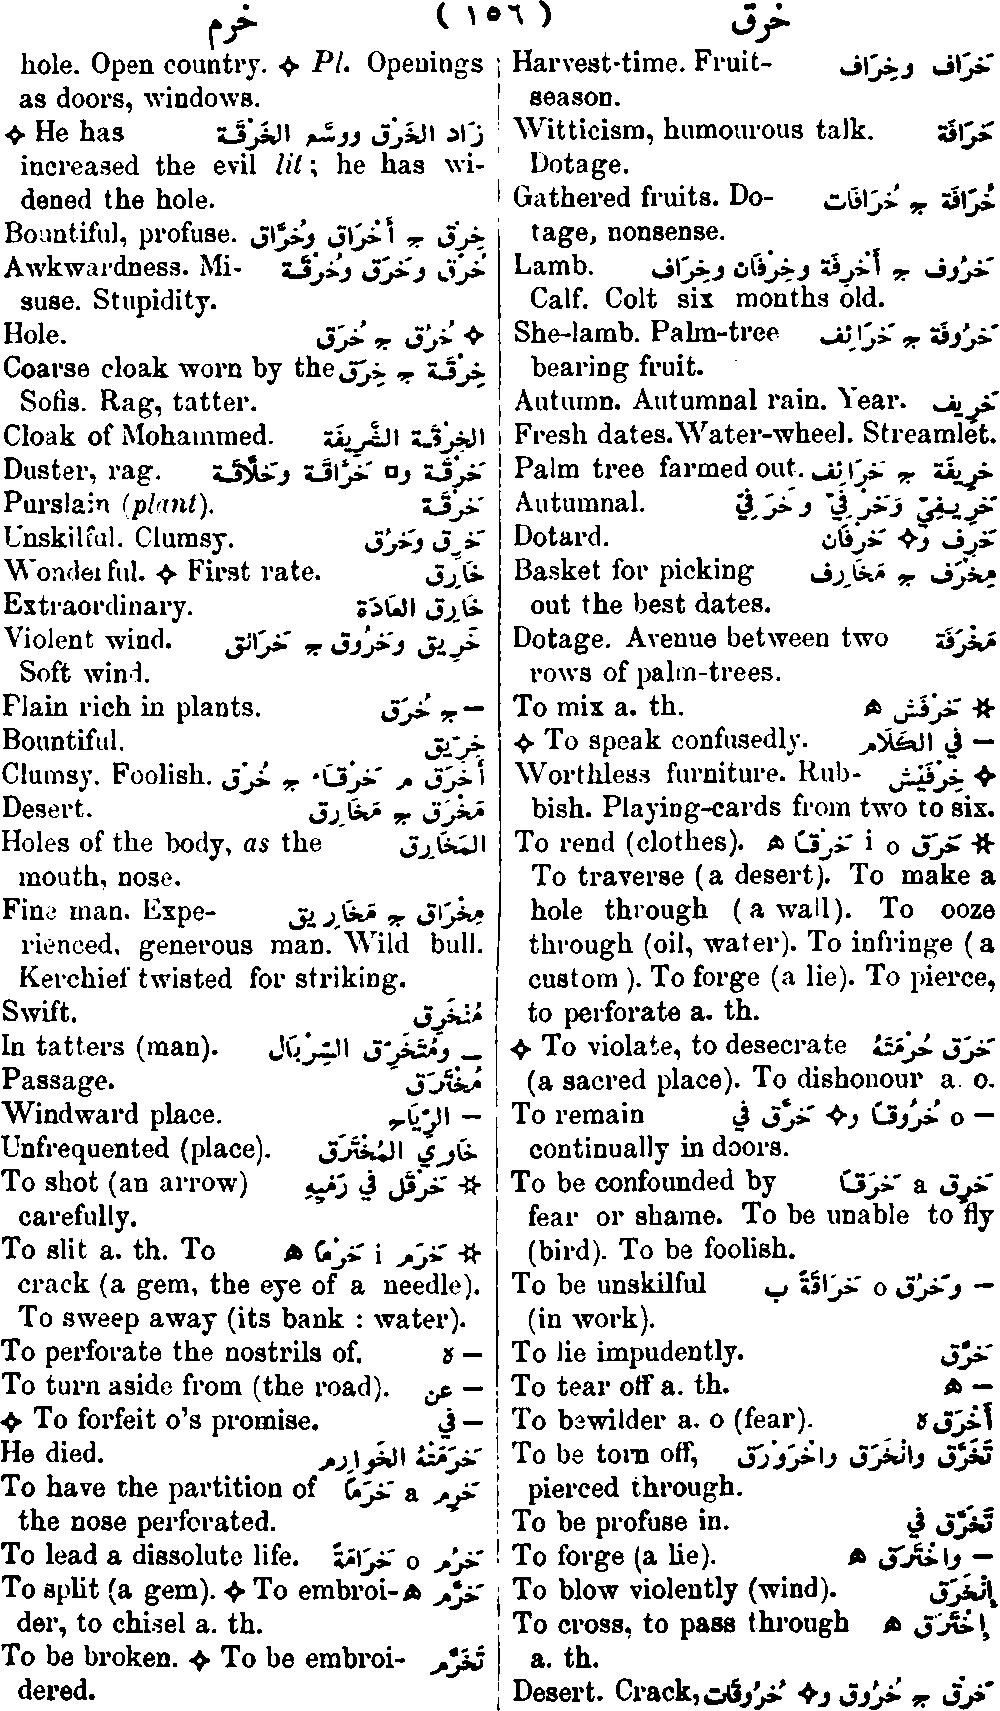 خرق ( ١٥٦ ) خرم
Harvest-time. Fruit- خَرَاف وخِرَاف
season.
Witticism, humourous talk. خَرَافَة
Dotage.
Gathered fruits. Do- خُرَافَة ج خُرَافَات
tage, nonsense.
Lamb. خَرُوف ج أَخْرِفَة وخِرْفَان وخِرَاف
Calf. Colt six months old.
She-lamb. Palm-tree خَرُوفَة ج خَرَائِف
bearing fruit.
Autumn. Autumnal rain. Year. خَرِيف
Fresh dates. Water-wheel. Streamlet.
Palm tree farmed out. خَرِيفَة ج خَرَائِف
Autumnal. خَرِيفِيّ وَخَرْفِيّ وخَرَفِيّ
Dotard. خَرِف و✧ خَرْفَان
Basket for picking مِخْرَف ج مَخَارِف
out the best dates.
Dotage. Avenue between two مَخْرَفَة
rows of palm-trees.
To mix a. th. ✲ خَرْفَش ه
✧ To speak confusedly. — في الكَلَام
Worthless furniture. Rub- ✧ خِرْفَيْش
bish. Playing-cards from two to six.
To rend (clothes). ✲ خَرَق i o خَرْقًا ه
To traverse (a desert). To make a
hole through (a wall). To ooze
through (oil, water). To infringe (a
custom). To forge (a lie). To pierce,
to perforate a. th.
✧ To violate, to desecrate خَرَق حُرْمَتَهُ
(a sacred place). To dishonour a. o.
To remain — o خُرُوقًا و✧ خَرَّق في
continually in doors.
To be confounded by خَرِق a خَرَقًا
fear or shame. To be unable to fly
(bird). To be foolish.
To be unskilful — وخَرُق o خَرَاقَةً ب
(in work).
To lie impudently. خَرَّق
To tear off a. th. — ه
To bewilder a. o (fear). أَخْرَق ة
To be torn off, تَخَرَّق وانْخَرَق واخْرَوْرَق
pierced through.
To be profuse in. تَخَرَّق في
To forge (a lie). — واخْتَرَق ه
To blow violently (wind). إِنْخَرَق
To cross, to pass through إِخْتَرَق ه
a. th.
Desert. Crack, خَرْق ج خُرُوق و✧ خُرُوقَات
hole. Open country. ✧ Pl. Openings
as doors, windows.
✧ He has زَاد الخَرْق ووسَّع الخَرْقَة
increased the evil lit; he has wi-
dened the hole.
Bountiful, profuse. خِرْق ج أَخْرَاق وخُرَّاق
Awkwardness. Mi- خُرْق وخَرَق وخُرْقَة
suse. Stupidity.
Hole. ✧ خُرْق ج خُرَق
Coarse cloak worn by the خِرْقَة ج خِرَق
Sofis. Rag, tatter.
Cloak of Mohammed. الخِرْقَة الشَّرِيفَة
Duster, rag. خَرْقَة و□ خَرَّاقَة وخَلَاقَة
Purslain (plant). خَرْقَة
Unskilful. Clumsy. خَرِق وخَرُق
Wonderful. ✧ First rate. خَارِق
Extraordinary. خَارِق العَادَة
Violent wind. خَرِيق وخَرُوق ج خَرَائق
Soft wind.
Plain rich in plants. — ج خُرَق
Bountiful. خِرِّيق
Clumsy. Foolish. أَخْرَق م خَرْقَاء ج خُرْق
Desert. مَخْرَق ج مَخَارِق
Holes of the body, as the المَخَارِق
mouth, nose.
Fine man. Expe- مِخْرَاق ج مَخَارِيق
rienced, generous man. Wild bull.
Kerchief twisted for striking.
Swift. مُنْخَرِق
In tatters (man). — ومُتَخَرِّق السِّرْبَال
Passage. مُخْتَرَق
Windward place. — الرِّيَاح
Unfrequented (place). خَاوِي المُخْتَرَق
To shot (an arrow) ✲ خَرْقَل في رَمْيِهِ
carefully.
To slit a. th. To ✲ خَرَم i خَرْمًا ه
crack (a gem, the eye of a needle).
To sweep away (its bank : water).
To perforate the nostrils of. — ة
To turn aside from (the road). — عن
✧ To forfeit o's promise. — في
He died. خَرَمَتْهُ الخَوارِم
To have the partition of خَرِم a خَرَمًا
the nose perforated.
To lead a dissolute life. خَرُم o خَرَامَةً
To split (a gem). ✧ To embroi- خَرَّم ه
der, to chisel a. th.
To be broken. ✧ To be embroi- تَخَرَّم
dered.